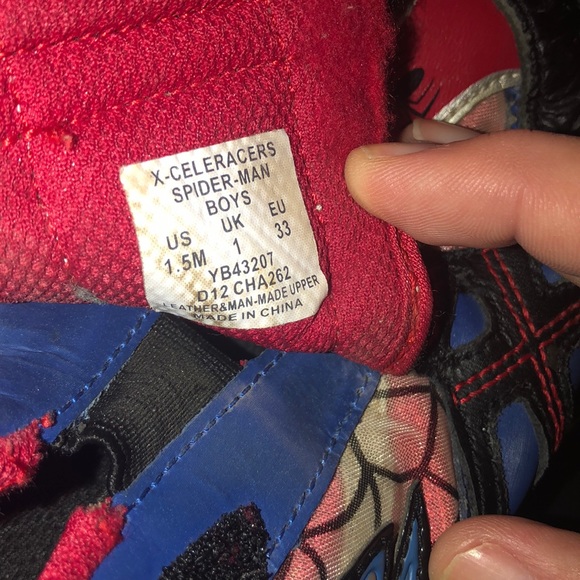 X-CELERACERS
SPIDER-MAN
BOYS
US UK EU
1.5M 1 33
YB43207
D12 CHA262
LEATHER&MAN-MADE UPPER
MADE IN CHINA